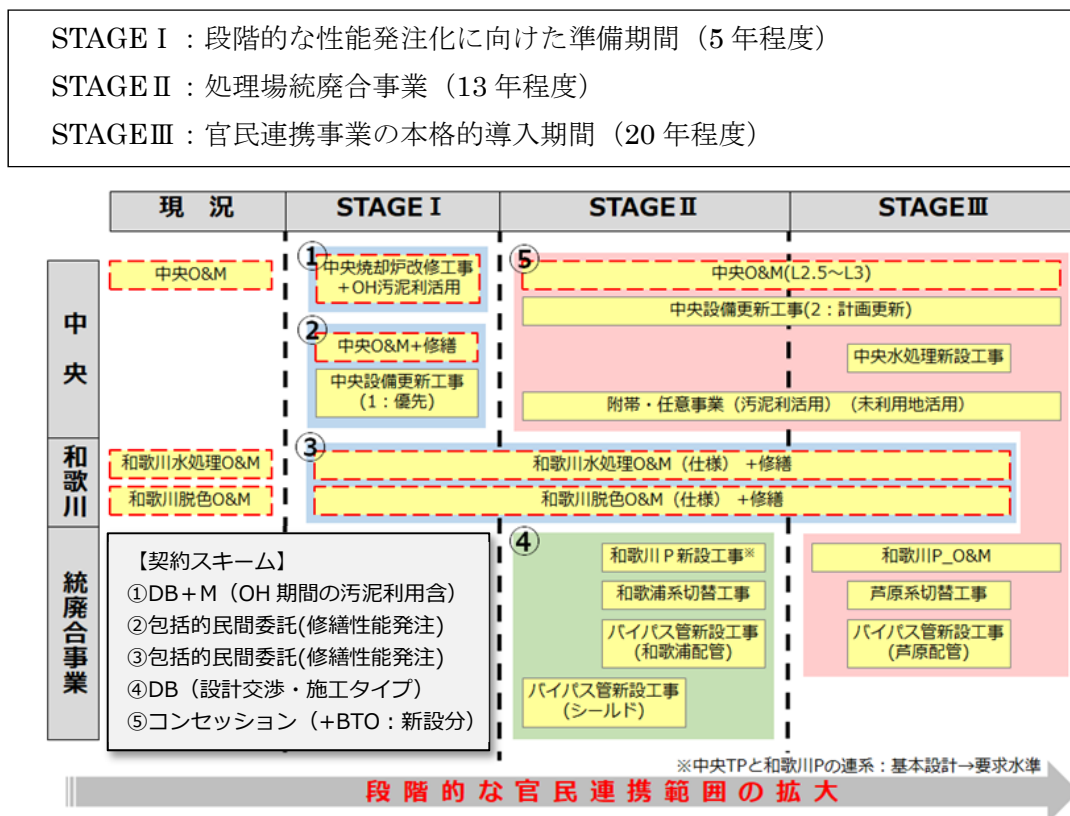 STAGEⅠ：段階的な性能発注化に向けた準備期間（5 年程度）
STAGEⅡ：処理場統廃合事業（13 年程度）
STAGEⅢ：官民連携事業の本格的導入期間（20 年程度）
現 況
STAGEⅠ
STAGEⅡ
STAGEⅢ
中央
中央O&M
①
中央焼却炉改修工事
+OH汚泥利活用
②
中央O&M+修繕
中央設備更新工事
(1：優先)
⑤
中央O&M(L2.5～L3)
中央設備更新工事(2：計画更新)
中央水処理新設工事
附帯・任意事業（汚泥利活用）（未利用地活用）
和歌川
和歌川水処理O&M
和歌川脱色O&M
③
和歌川水処理O&M（仕様）+修繕
和歌川脱色O&M（仕様）+修繕
統廃合事業
【契約スキーム】
①DB+M（OH 期間の汚泥利用含）
②包括的民間委託(修繕性能発注)
③包括的民間委託(修繕性能発注)
④DB（設計交渉・施工タイプ）
⑤コンセッション（+BTO：新設分）
④
和歌川Ｐ新設工事※
和歌浦系切替工事
バイパス管新設工事
(和歌浦配管)
バイパス管新設工事
(シールド)
和歌川P_O&M
芦原系切替工事
バイパス管新設工事
(芦原配管)
※中央TPと和歌川Pの連系：基本設計→要求水準
段階的な官民連携範囲の拡大